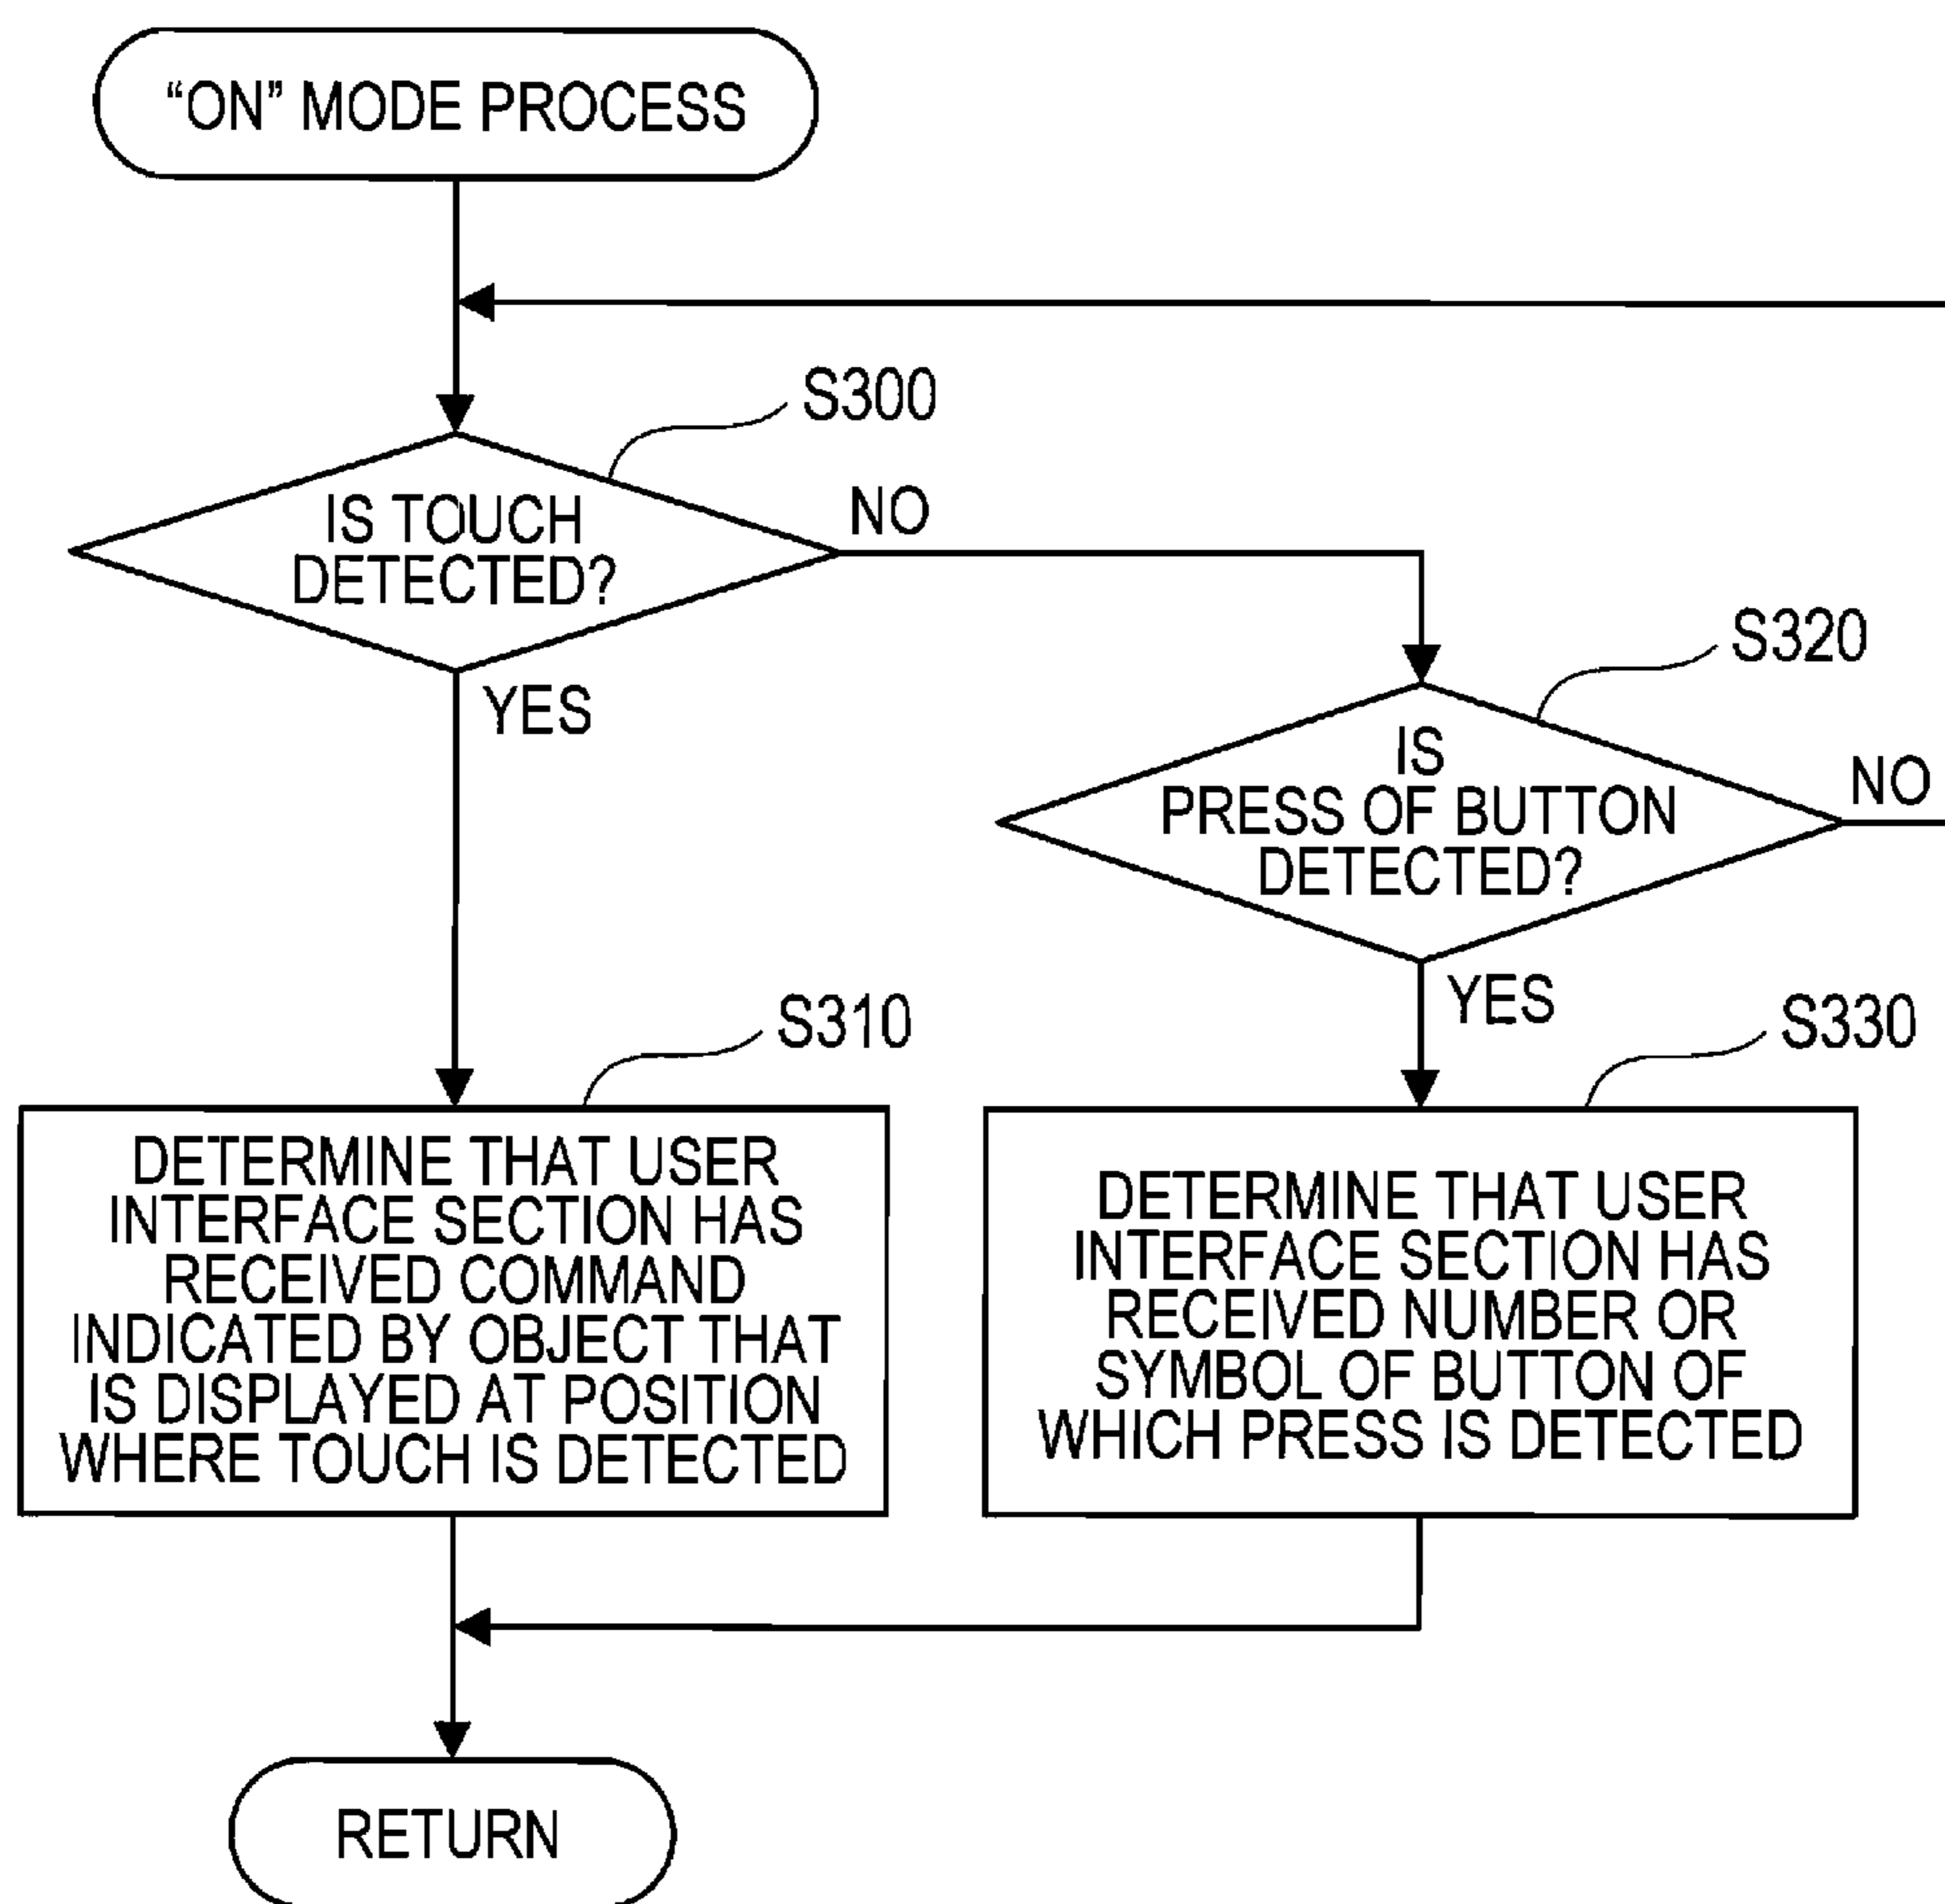 “ON” MODE PROCESS
S300
IS TOUCH
DETECTED?
NO
YES
S320
IS
PRESS OF BUTTON
DETECTED?
NO
YES
S310
DETERMINE THAT USER
INTERFACE SECTION HAS
RECEIVED COMMAND
INDICATED BY OBJECT THAT
IS DISPLAYED AT POSITION
WHERE TOUCH IS DETECTED
S330
DETERMINE THAT USER
INTERFACE SECTION HAS
RECEIVED NUMBER OR
SYMBOL OF BUTTON OF
WHICH PRESS IS DETECTED
RETURN